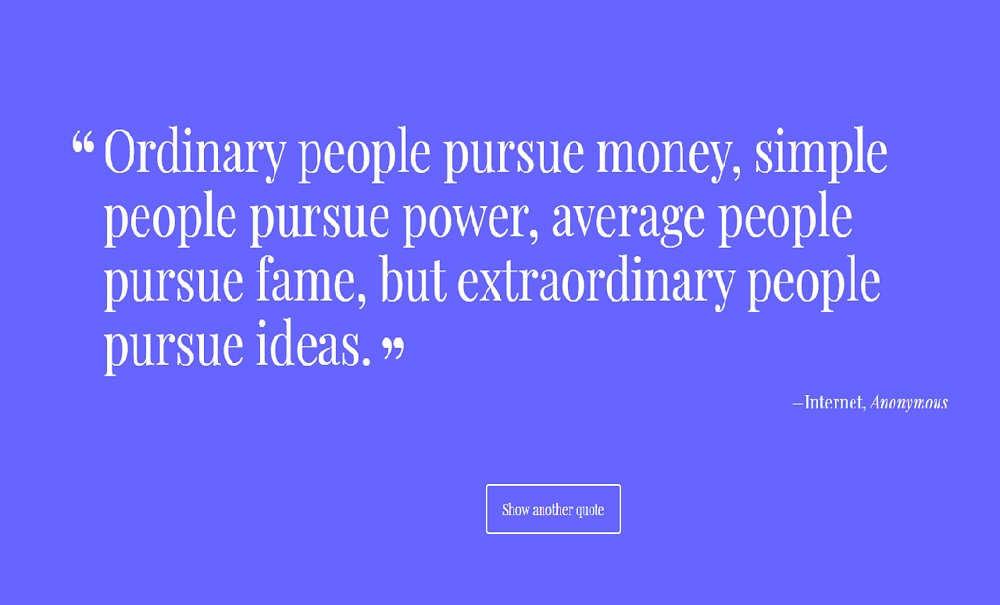 “ Ordinary people pursue money, simple
people pursue power, average people
pursue fame, but extraordinary people
pursue ideas. ”
–Internet, Anonymous
Show another quote